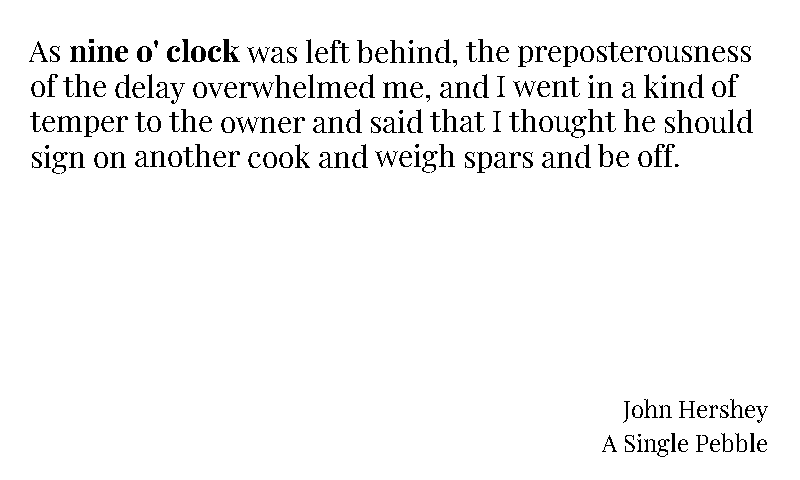 As nine o' clock was left behind, the preposterousness
of the delay overwhelmed me, and I went in a kind of
temper to the owner and said that I thought he should
sign on another cook and weigh spars and be off.
John Hershey
A Single Pebble